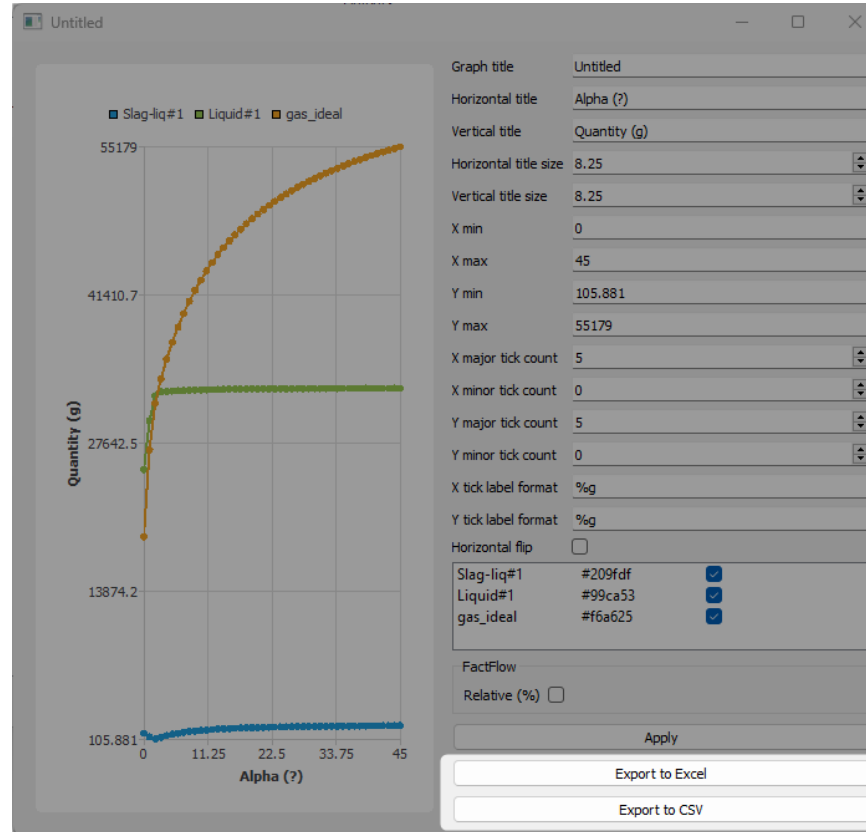 Untitled
Slag-liq#1 Liquid#1 gas_ideal
55179
41410.7
27642.5
13874.2
105.881
Quantity (g)
0 11.25 22.5 33.75 45
Alpha (?)
Graph title Untitled
Horizontal title Alpha (?)
Vertical title Quantity (g)
Horizontal title size 8.25
Vertical title size 8.25
X min 0
X max 45
Y min 105.881
Y max 55179
X major tick count 5
X minor tick count 0
Y major tick count 5
Y minor tick count 0
X tick label format %g
Y tick label format %g
Horizontal flip
Slag-liq#1 #209fdf
Liquid#1 #99ca53
gas_ideal #f6a625
FactFlow
Relative (%)
Apply
Export to Excel
Export to CSV